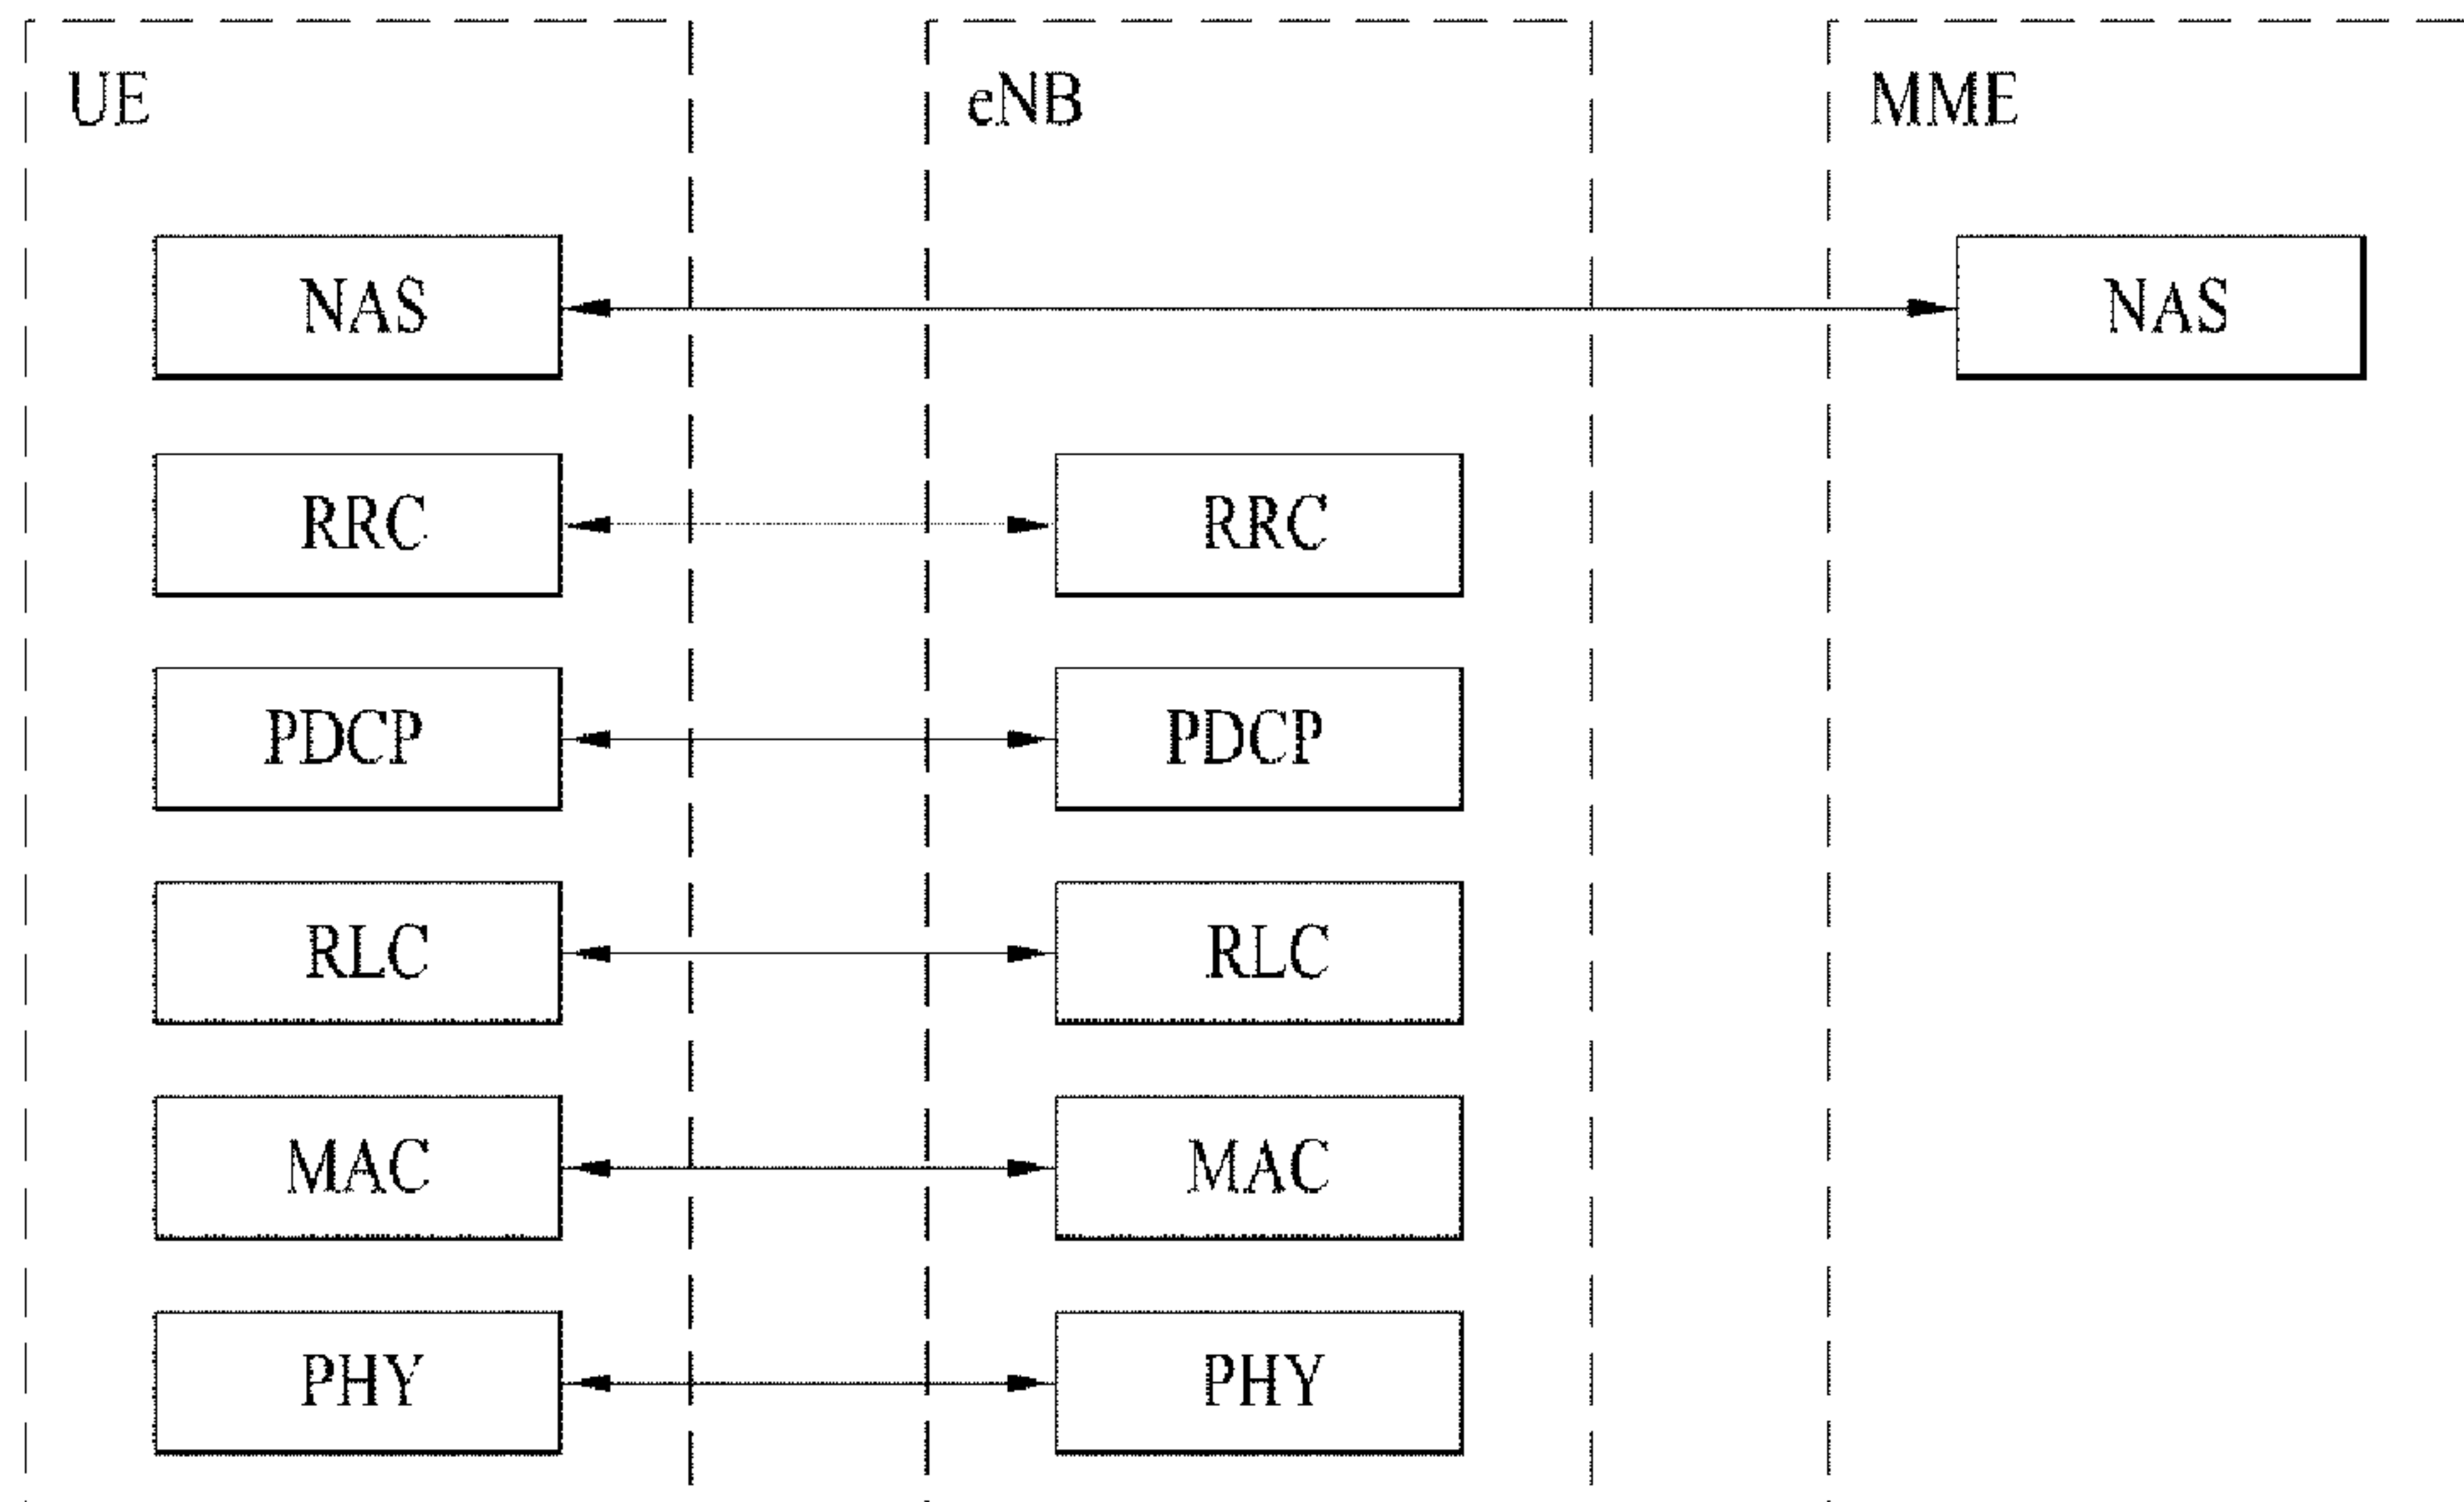 UE eNB MME
NAS NAS
RRC RRC
PDCP PDCP
RLC RLC
MAC MAC
PHY PHY